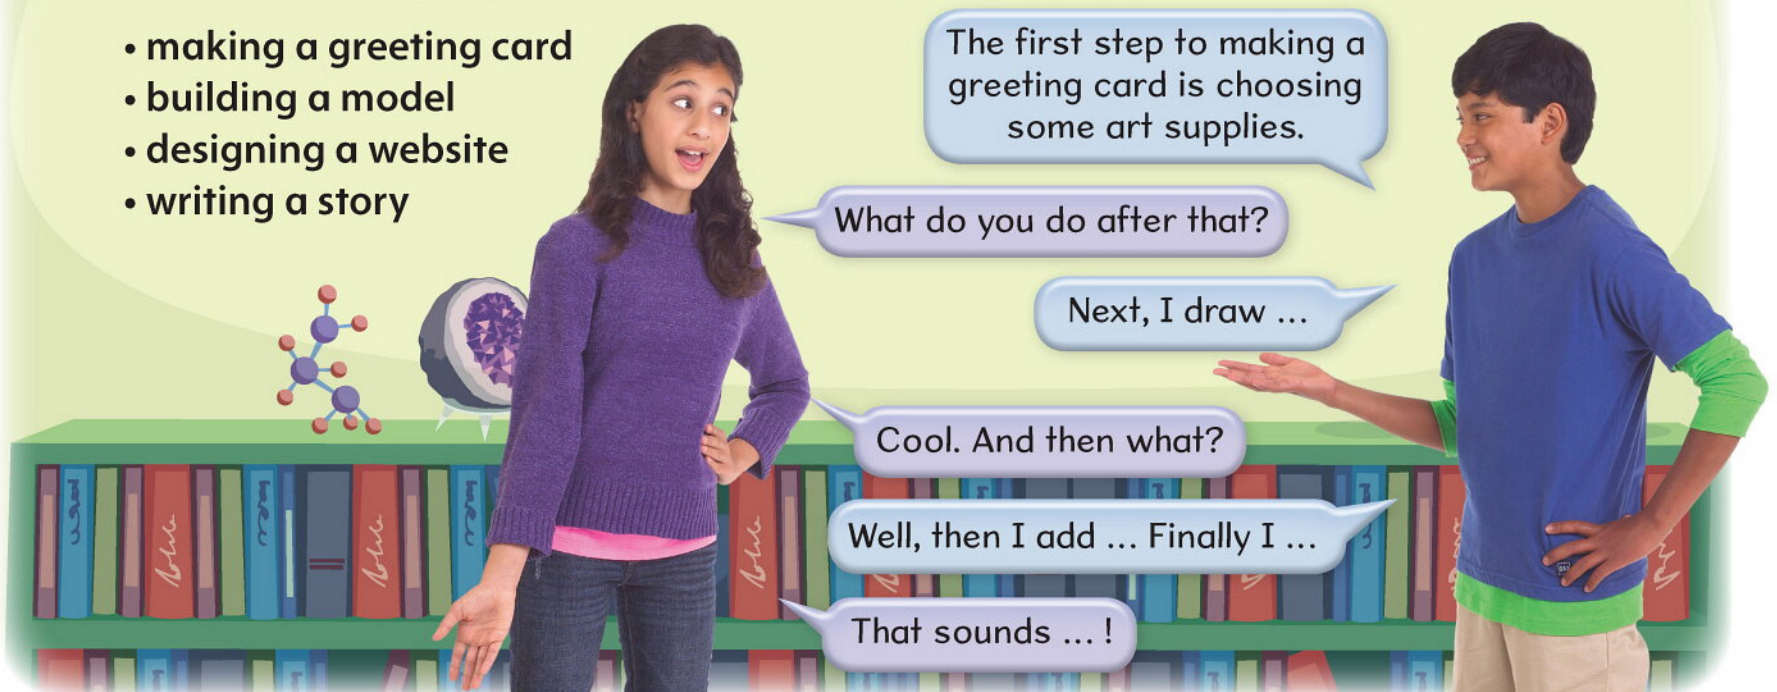 • making a greeting card
• building a model
• designing a website
• writing a story
The first step to making a
greeting card is choosing
some art supplies.
What do you do after that?
Next, I draw ...
Cool. And then what?
Well, then I add ... Finally I ...
That sounds ... !